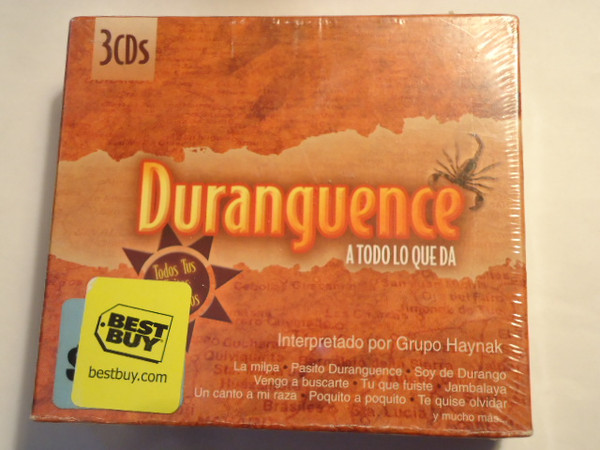 3CDs
Duranguence
A TODO LO QUE DA
Todos Tus
BEST
BUY
bestbuy.com
Interpretado por Grupo Haynak
La milpa • Pasito Duranguence • Soy de Durango
Vengo a buscarte • Tu que fuiste • Jambalaya
Un canto a mi raza • Poquito a poquito • Te quise olvidar
y mucho más...